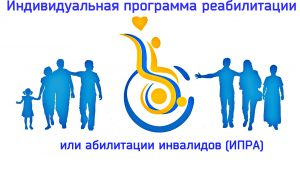 Индивидуальная программа реабилитации
или абилитации инвалидов (ИПРА)